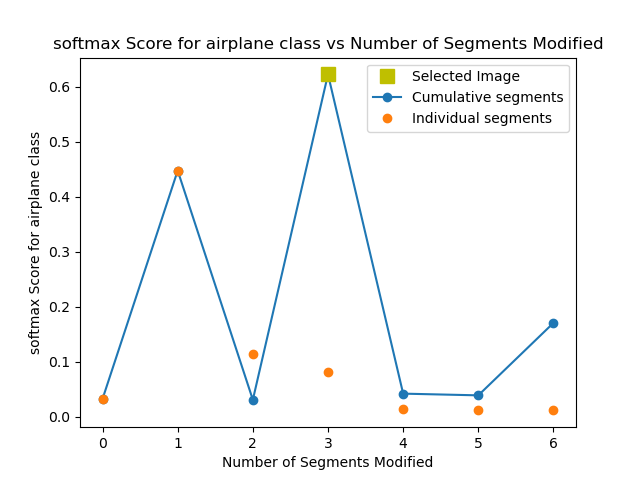 softmax Score for airplane class vs Number of Segments Modified
Selected Image
Cumulative segments
Individual segments
softmax Score for airplane class
0.6
0.5
0.4
0.3
0.2
0.1
0.0
0 1 2 3 4 5 6
Number of Segments Modified